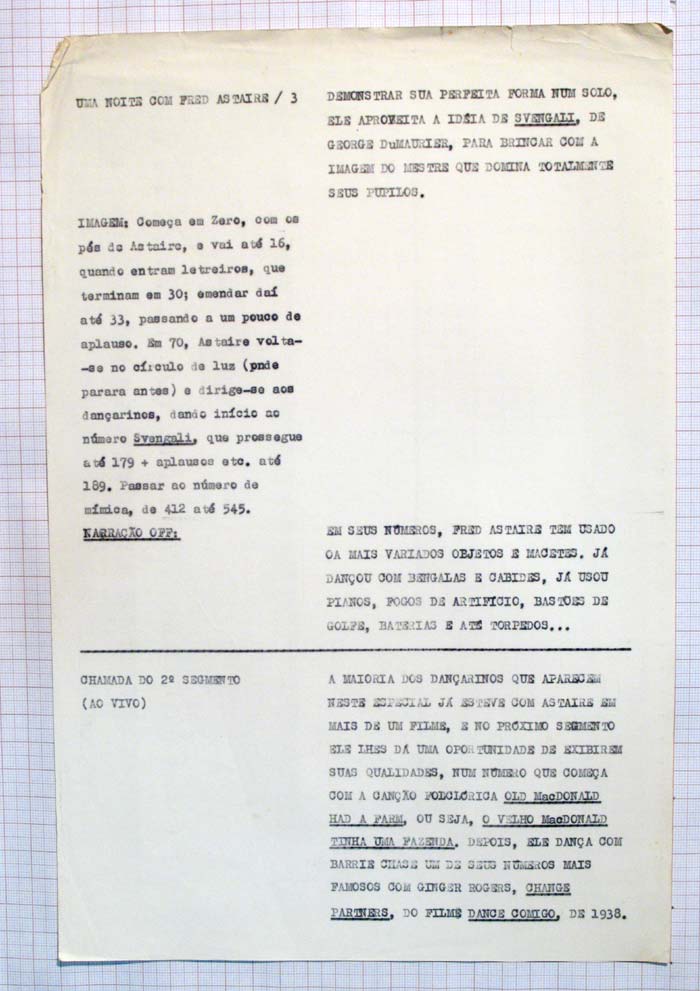 UMA NOITE COM FRED ASTAIRE / 3
DEMONSTRAR SUA PERFEITA FORMA NUM SOLO,
ELE APROVEITA A IDÉIA DE SVENGALI, DE
GEORGE DuMAURIER, PARA BRINCAR COM A
IMAGEM DO MESTRE QUE DOMINA TOTALMENTE
SEUS PUPILOS.
IMAGEM: Começa em Zero, com os
pés de Astaire, e vai até 16,
quando entram letreiros, que
terminam em 30; emendar daí
até 33, passando a um pouco de
aplauso. Em 70, Astaire volta-
-se no círculo de luz (pnde
parara antes) e dirige-se aos
dançarinos, dando início ao
número Svengali, que prossegue
até 179 + aplausos etc. até
189. Passar ao número de
mímica, de 412 até 545.
NARRAÇÃO OFF:
EM SEUS NÚMEROS, FRED ASTAIRE TEM USADO
OA MAIS VARIADOS OBJETOS E MACETES. JÁ
DANÇOU COM BENGALAS E CABIDES, JÁ USOU
PIANOS, FOGOS DE ARTIFÍCIO, BASTÕES DE
GOLFE, BATERIAS E ATÉ TORPEDOS...
CHAMADA DO 2º SEGMENTO
(AO VIVO)
A MAIORIA DOS DANÇARINOS QUE APARECEM
NESTE ESPECIAL JÁ ESTEVE COM ASTAIRE EM
MAIS DE UM FILME, E NO PRÓXIMO SEGMENTO
ELE LHES DÁ UMA OPORTUNIDADE DE EXIBIREM
SUAS QUALIDADES, NUM NÚMERO QUE COMEÇA
COM A CANÇÃO FOLCLÓRICA OLD MacDONALD
HAD A FARM, OU SEJA, O VELHO MacDONALD
TINHA UMA FAZENDA. DEPOIS, ELE DANÇA COM
BARRIE CHASE UM DE SEUS NÚMEROS MAIS
FAMOSOS COM GINGER ROGERS, CHANGE
PARTNERS, DO FILME DANCE COMIGO, DE 1938.